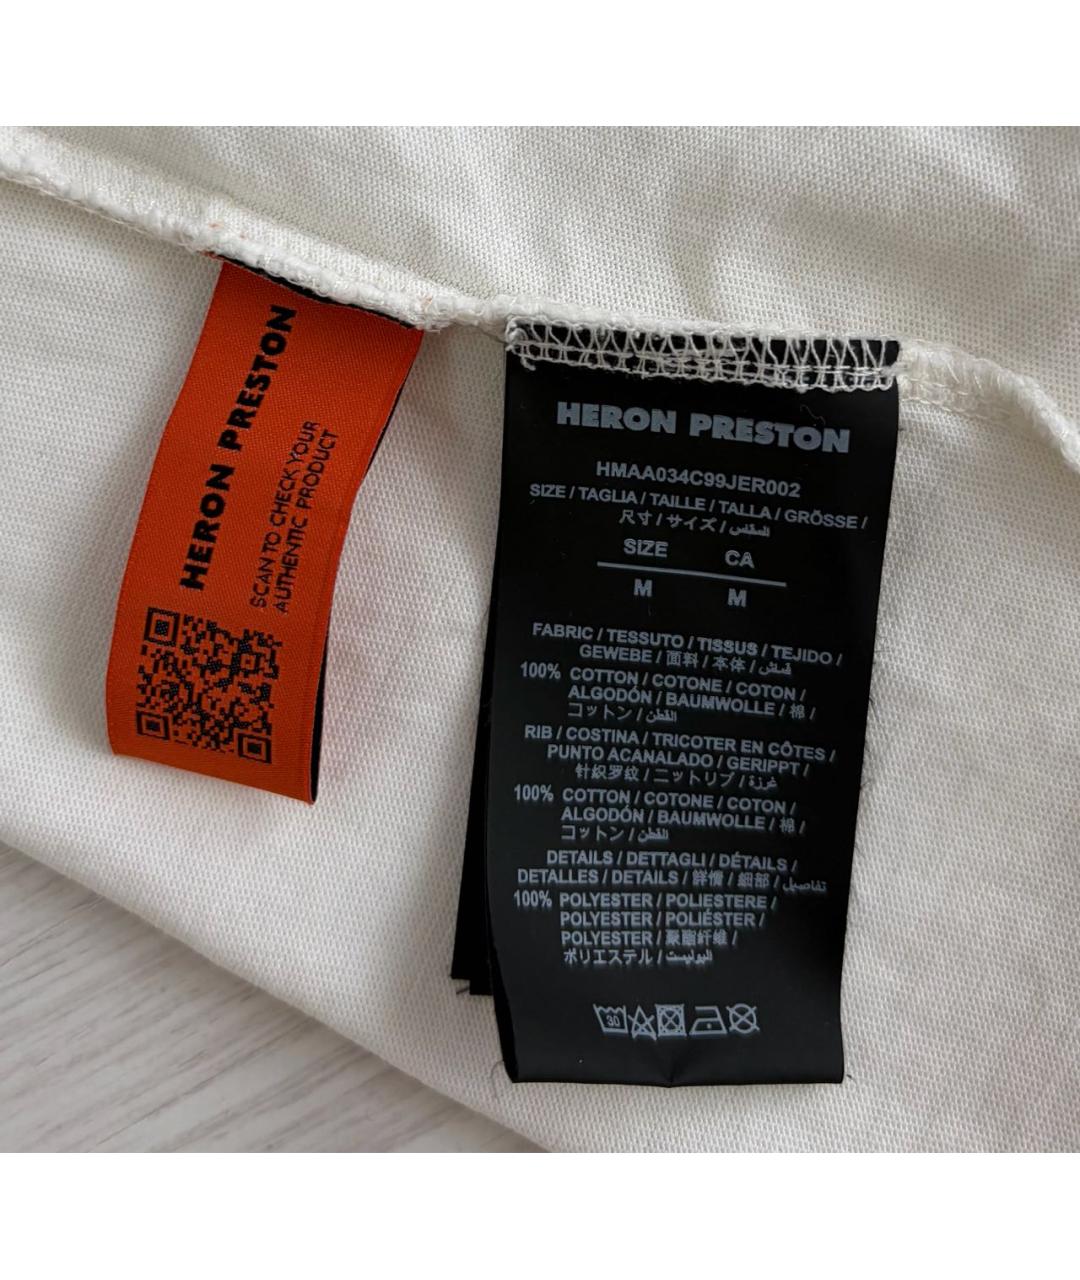 HERON PRESTON
SCAN TO CHECK YOUR
AUTHENTIC PRODUCT
HERON PRESTON
HMAA034C99JER002
SIZE / TAGLIA / TAILLE / TALLA / GRÖSSE /
尺寸 / サイズ / المقاس
SIZE CA
M M
FABRIC / TESSUTO / TISSUS / TEJIDO /
GEWEBE / 面料 / 本体 / قماش
100% COTTON / COTONE / COTON /
ALGODÓN / BAUMWOLLE / 棉 /
コットン / القطن
RIB / COSTINA / TRICOTER EN CÔTES /
PUNTO ACANALADO / GERIPPT /
针织罗纹 / ニットリブ / غرزة
100% COTTON / COTONE / COTON /
ALGODÓN / BAUMWOLLE / 棉 /
コットン / القطن
DETAILS / DETTAGLI / DÉTAILS /
DETALLES / DETAILS / 詳情 / 細部 / تفاصيل
100% POLYESTER / POLIESTERE /
POLYESTER / POLIÉSTER /
POLYESTER / 聚酯纤维 /
ポリエステル / البوليستر
30